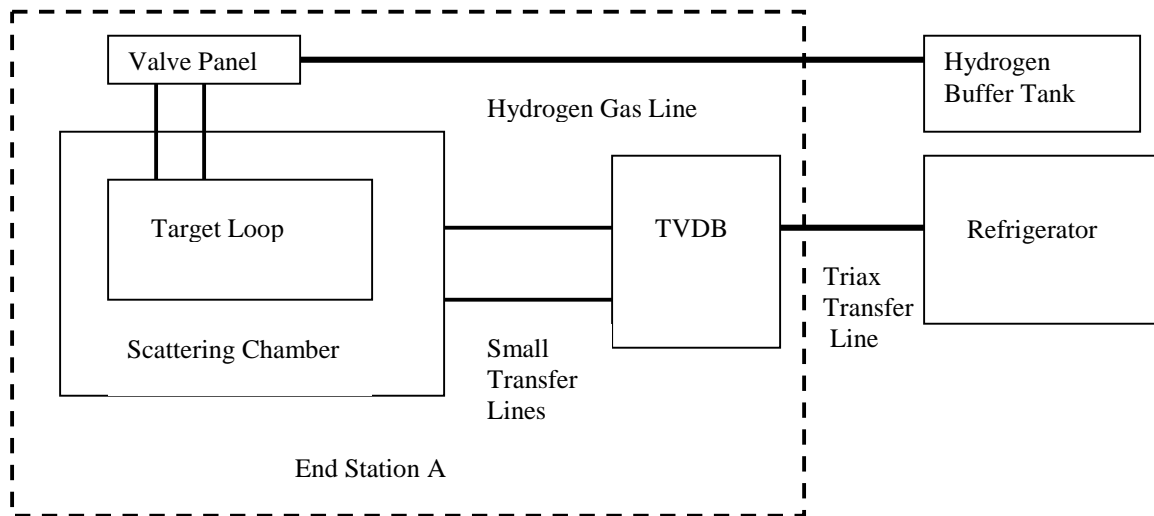 Valve Panel
Hydrogen
Buffer Tank
Hydrogen Gas Line
Target Loop
TVDB
Refrigerator
Triax
Transfer
Line
Scattering Chamber
Small
Transfer
Lines
End Station A